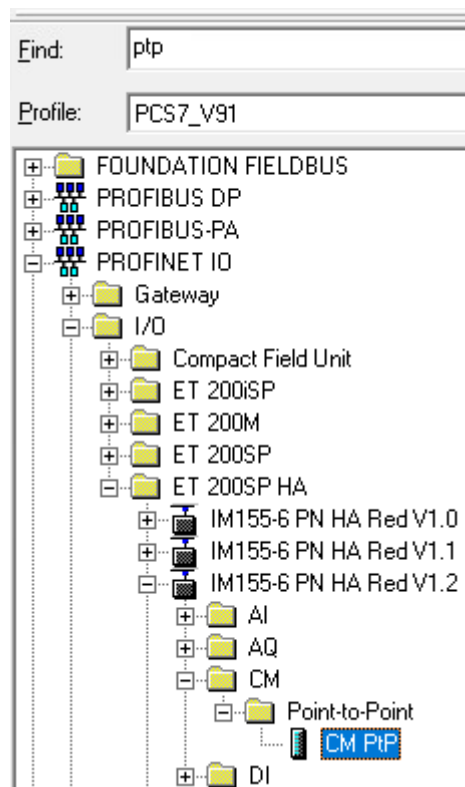 Find:
ptp
Profile:
PCS7_V91
FOUNDATION FIELDBUS
PROFIBUS DP
PROFIBUS-PA
PROFINET IO
Gateway
I/O
Compact Field Unit
ET 200iSP
ET 200M
ET 200SP
ET 200SP HA
IM155-6 PN HA Red V1.0
IM155-6 PN HA Red V1.1
IM155-6 PN HA Red V1.2
AI
AQ
CM
Point-to-Point
CM PtP
DI